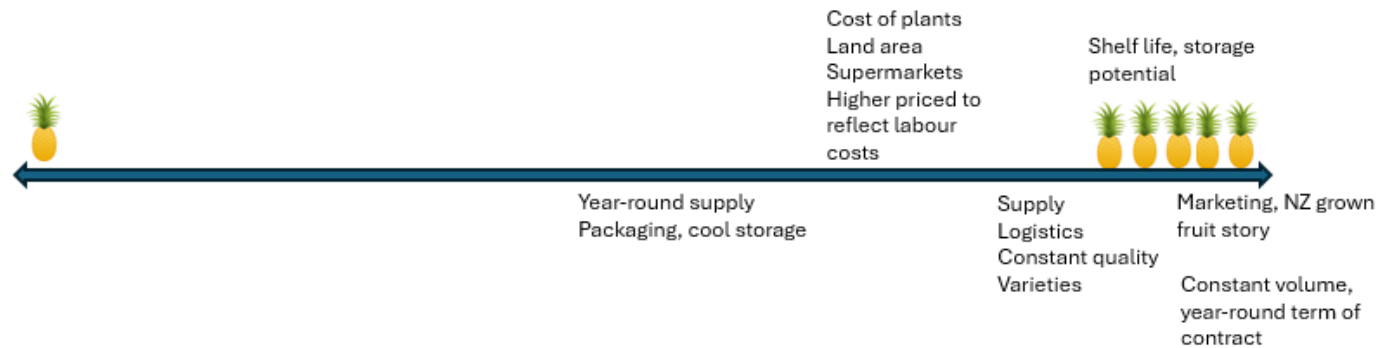 Cost of plants
Land area
Supermarkets
Higher priced to
reflect labour
costs
Shelf life, storage
potential
Year-round supply
Packaging, cool storage
Supply
Logistics
Constant quality
Varieties
Marketing, NZ grown
fruit story
Constant volume,
year-round term of
contract